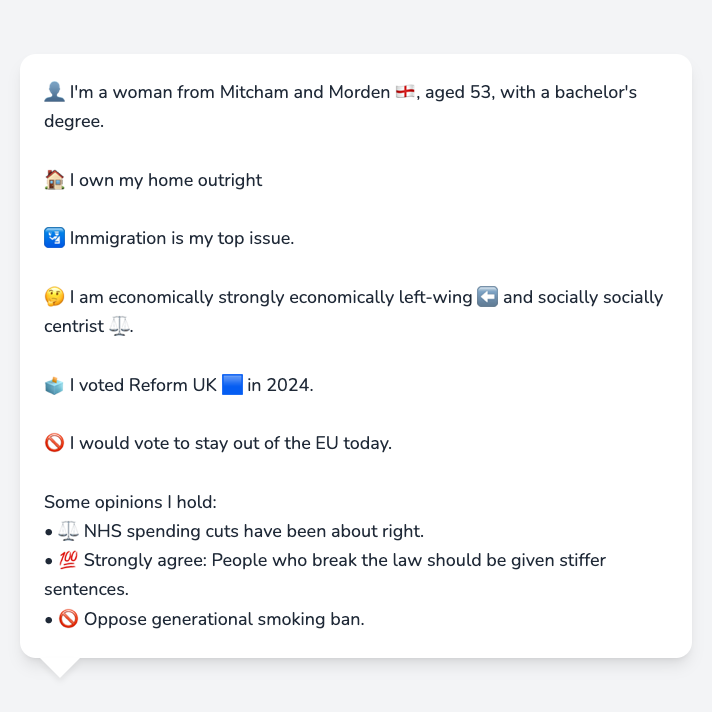 👤 I'm a woman from Mitcham and Morden 🏴󠁧󠁢󠁥󠁮󠁧󠁿, aged 53, with a bachelor's
degree.
🏠 I own my home outright
🛂 Immigration is my top issue.
🤔 I am economically strongly economically left-wing ⬅️ and socially socially
centrist ⚖️.
🗳️ I voted Reform UK 🟦 in 2024.
🚫 I would vote to stay out of the EU today.
Some opinions I hold:
• ⚖️ NHS spending cuts have been about right.
• 💯 Strongly agree: People who break the law should be given stiffer
sentences.
• 🚫 Oppose generational smoking ban.